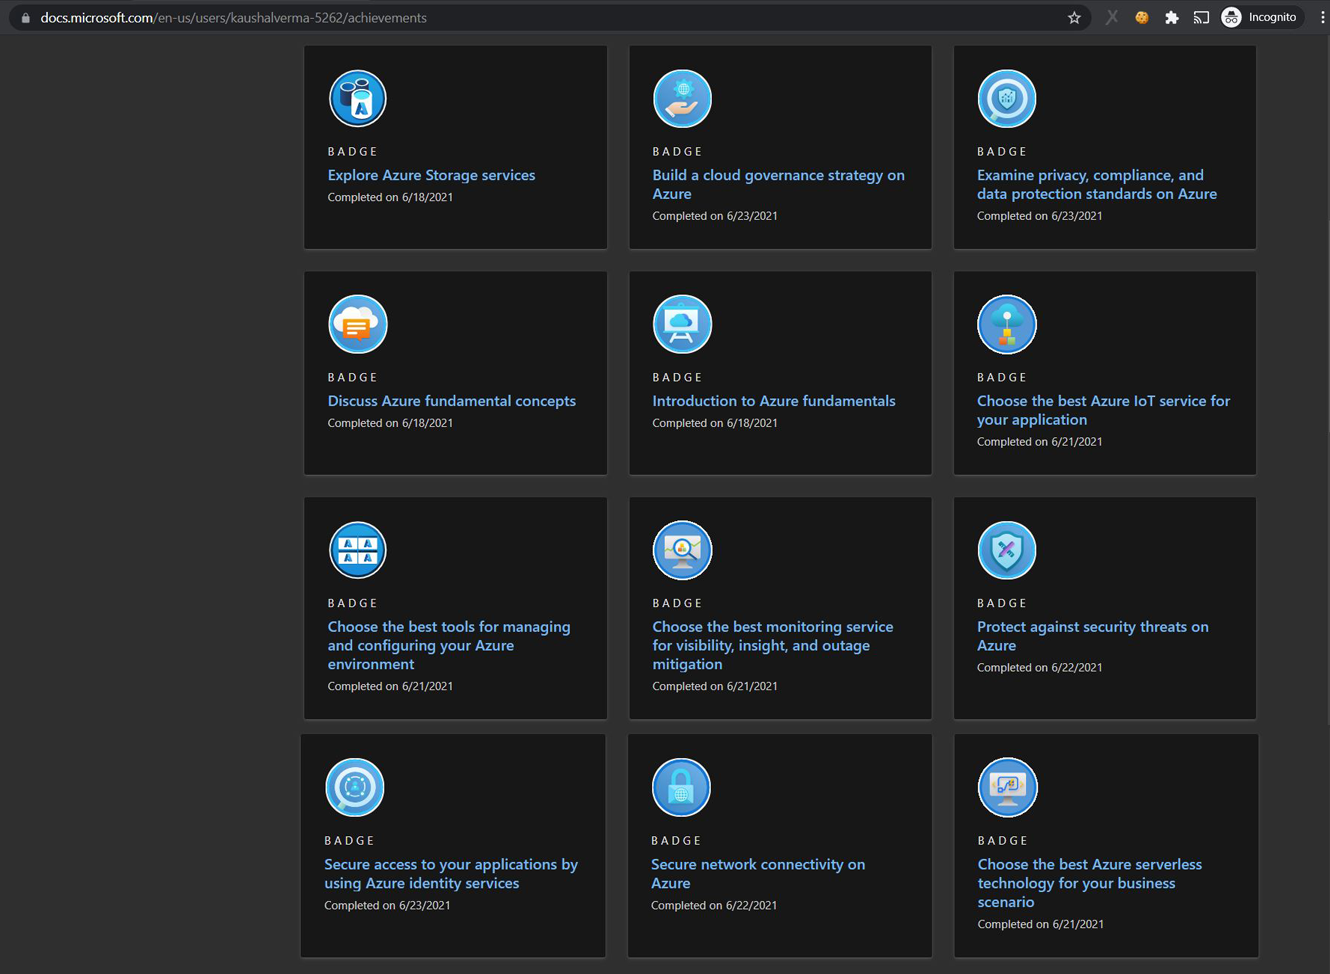 docs.microsoft.com/en-us/users/kaushalverma-5262/achievements
Incognito
BADGE
Explore Azure Storage services
Completed on 6/18/2021
BADGE
Build a cloud governance strategy on
Azure
Completed on 6/23/2021
BADGE
Examine privacy, compliance, and
data protection standards on Azure
Completed on 6/23/2021
BADGE
Discuss Azure fundamental concepts
Completed on 6/18/2021
BADGE
Introduction to Azure fundamentals
Completed on 6/18/2021
BADGE
Choose the best Azure IoT service for
your application
Completed on 6/21/2021
BADGE
Choose the best tools for managing
and configuring your Azure
environment
Completed on 6/21/2021
BADGE
Choose the best monitoring service
for visibility, insight, and outage
mitigation
Completed on 6/21/2021
BADGE
Protect against security threats on
Azure
Completed on 6/22/2021
BADGE
Secure access to your applications by
using Azure identity services
Completed on 6/23/2021
BADGE
Secure network connectivity on
Azure
Completed on 6/22/2021
BADGE
Choose the best Azure serverless
technology for your business
scenario
Completed on 6/21/2021